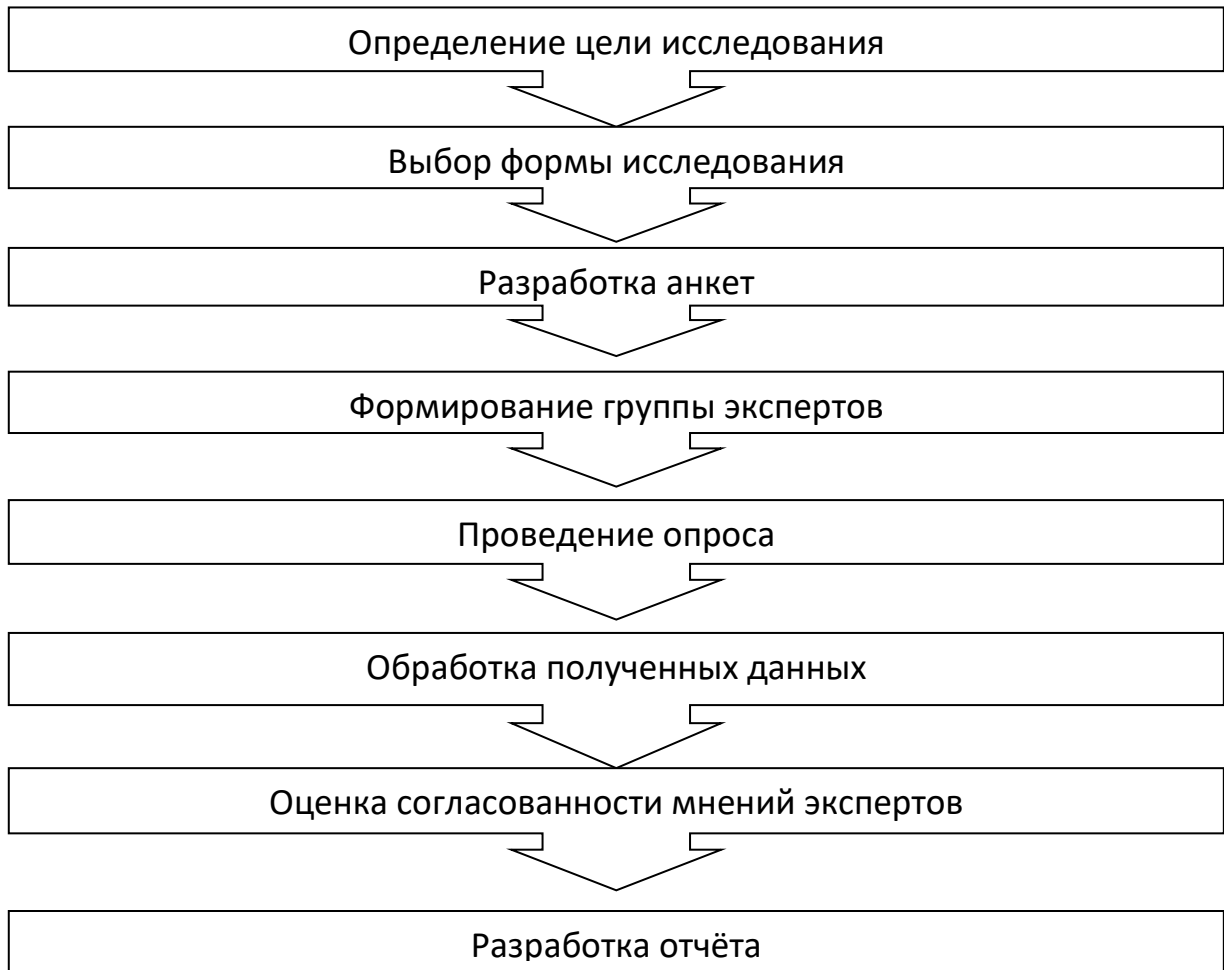 Определение цели исследования
Выбор формы исследования
Разработка анкет
Формирование группы экспертов
Проведение опроса
Обработка полученных данных
Оценка согласованности мнений экспертов
Разработка отчёта